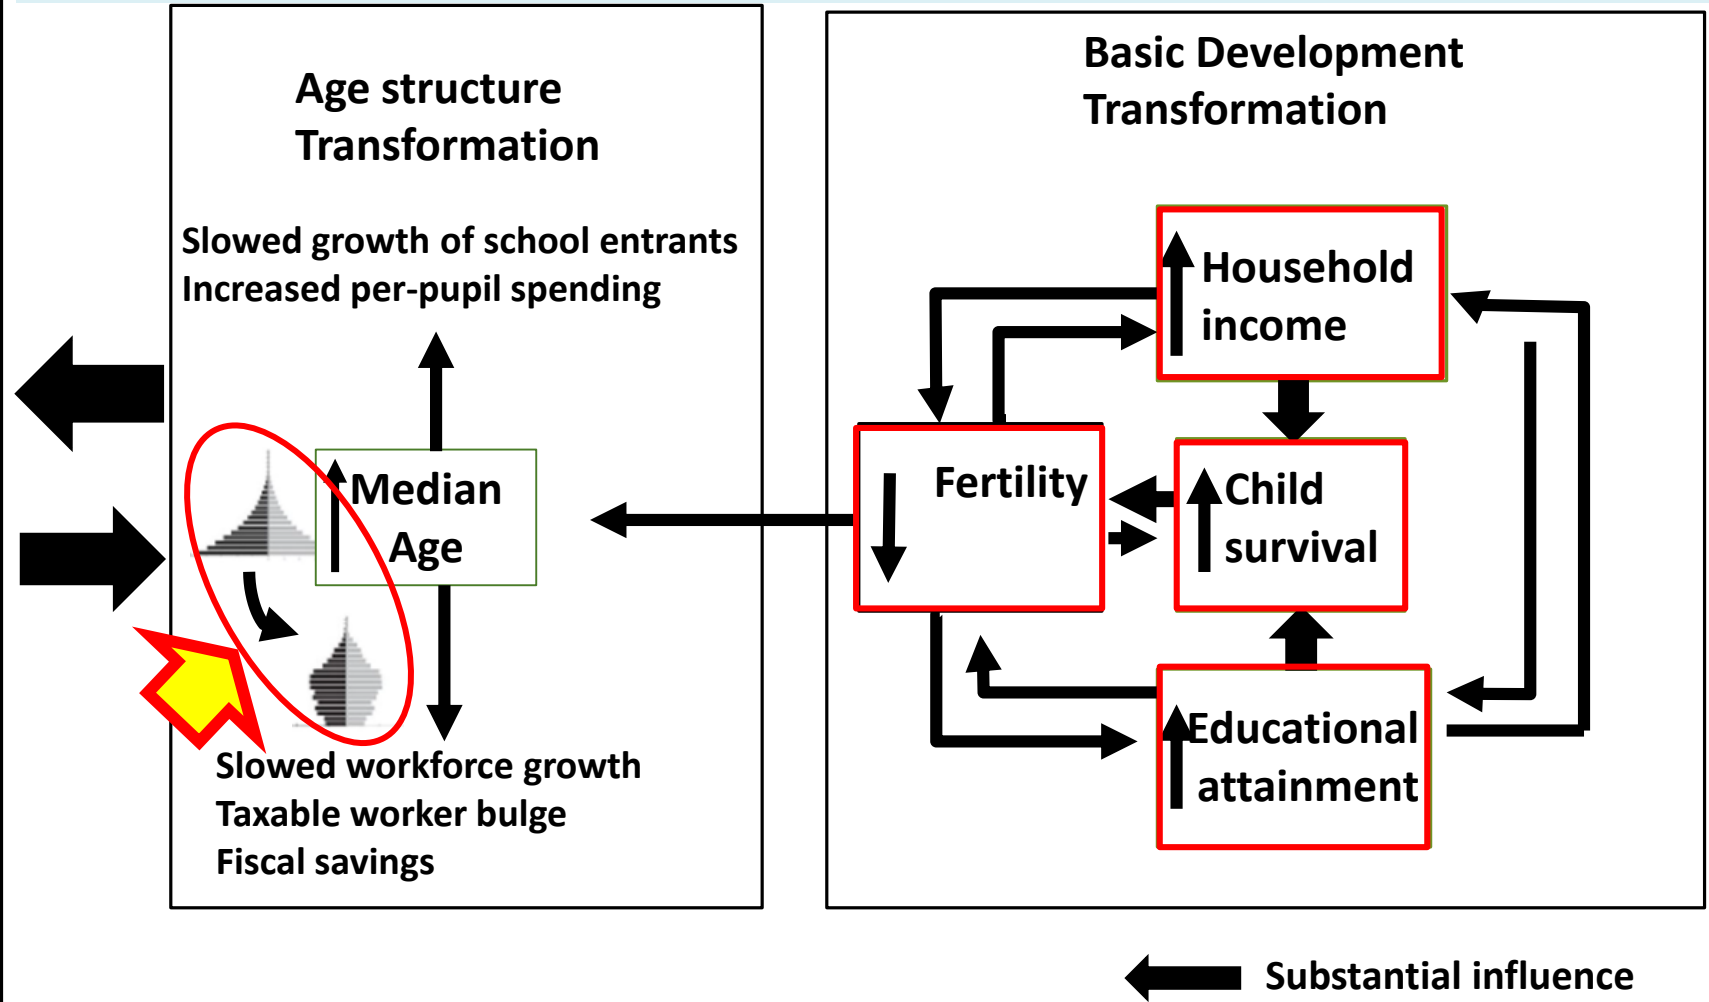 Age structure
Transformation
Slowed growth of school entrants
Increased per-pupil spending
Median
Age
Slowed workforce growth
Taxable worker bulge
Fiscal savings
Basic Development
Transformation
Household
income
Fertility
Child
survival
Educational
attainment
Substantial influence